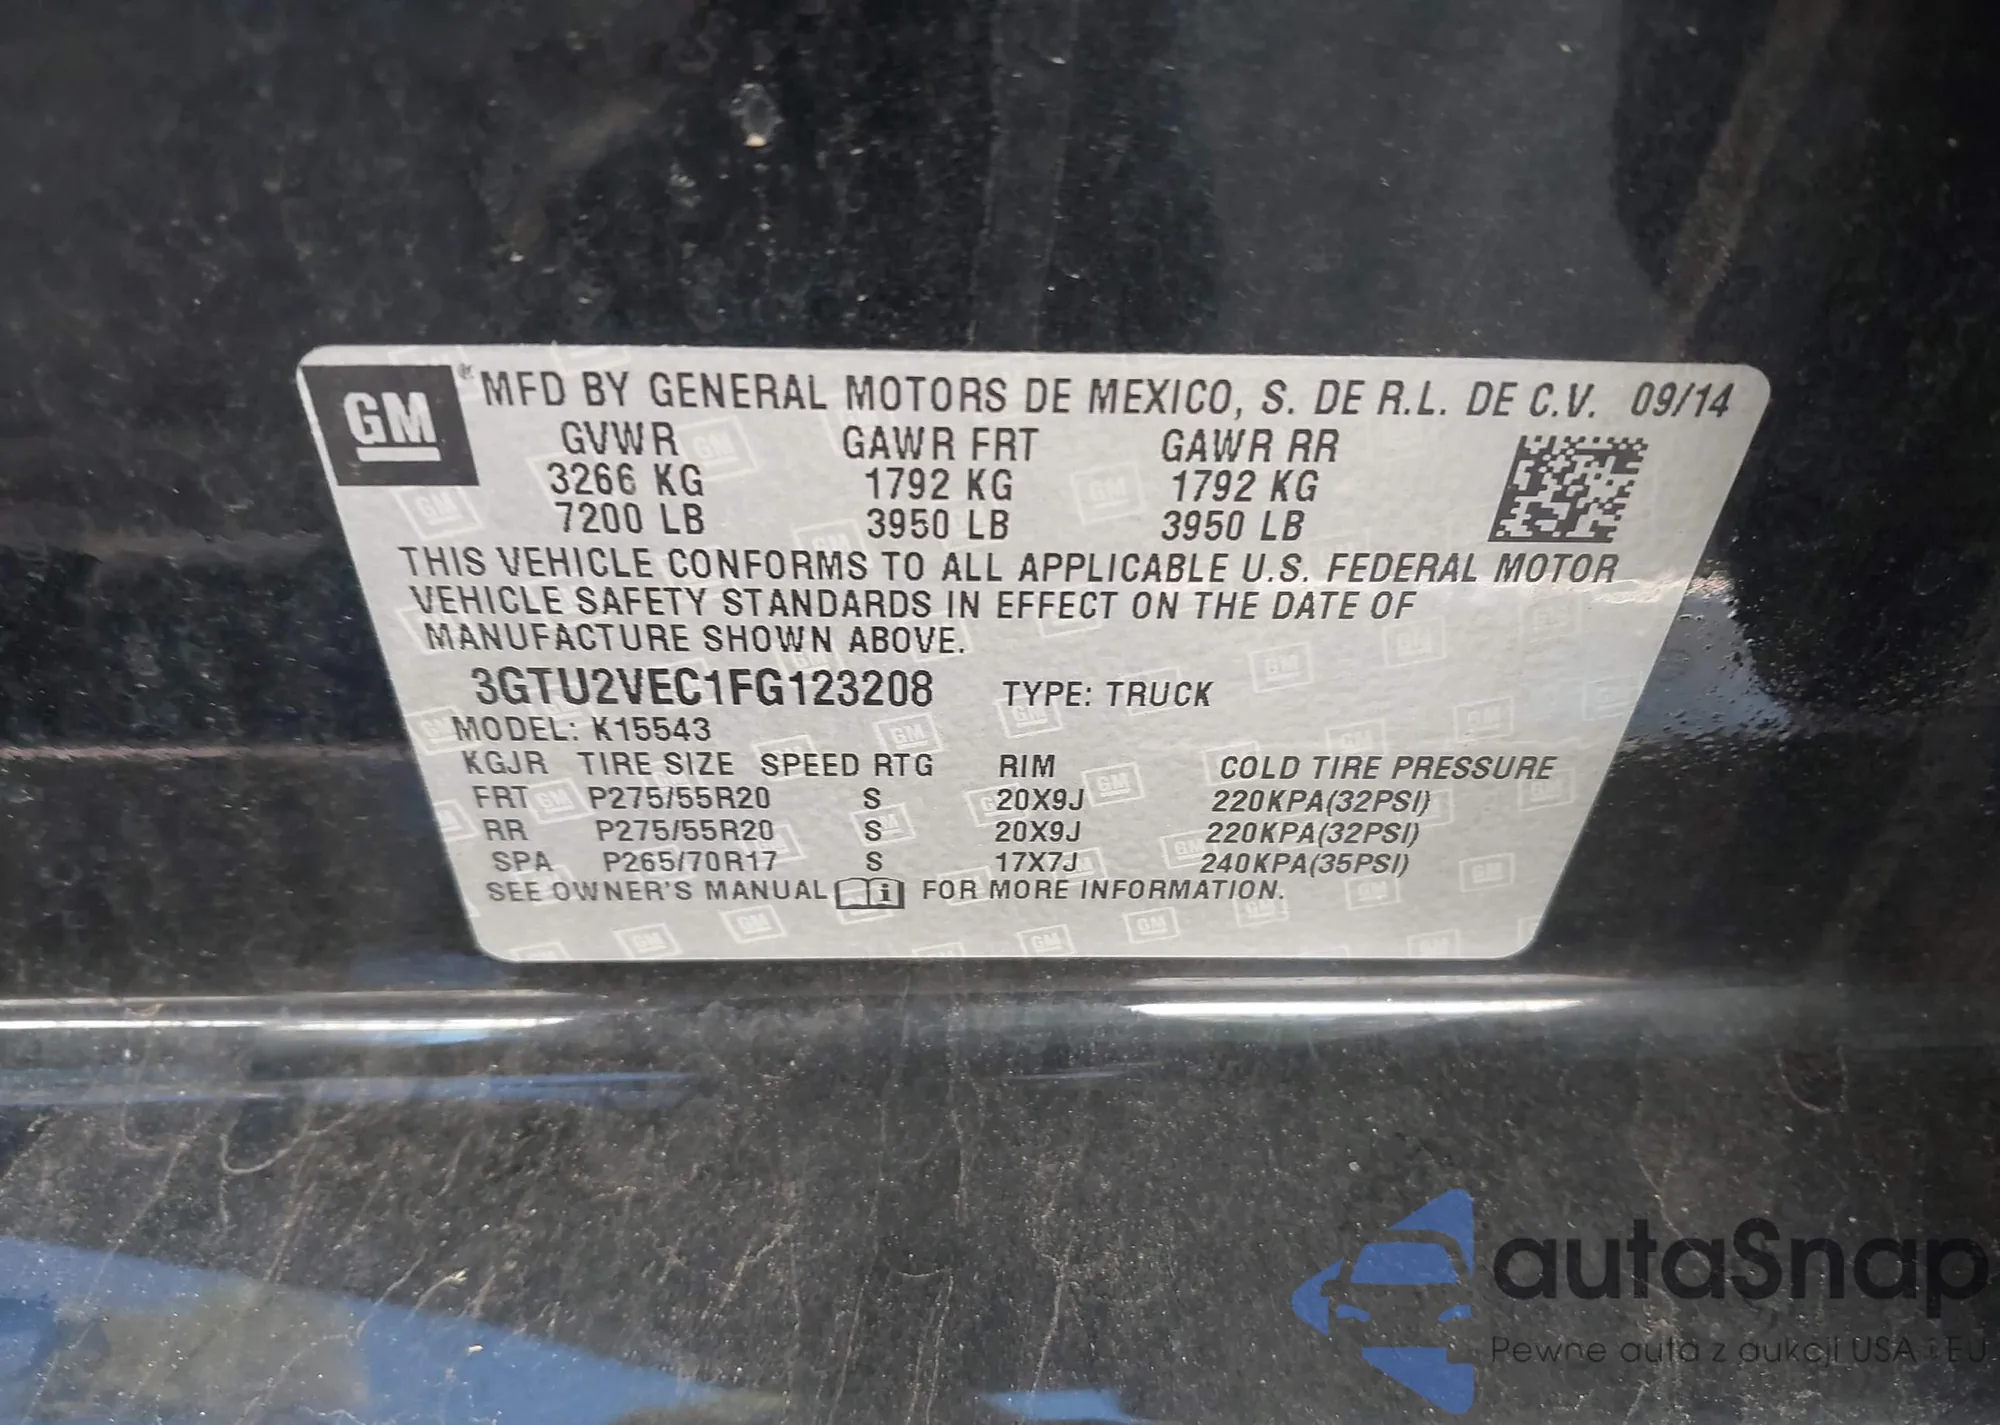 GM ® MFD BY GENERAL MOTORS DE MEXICO, S. DE R.L. DE C.V. 09/14
GVWR GAWR FRT GAWR RR
3266 KG 1792 KG 1792 KG
7200 LB 3950 LB 3950 LB
THIS VEHICLE CONFORMS TO ALL APPLICABLE U.S. FEDERAL MOTOR
VEHICLE SAFETY STANDARDS IN EFFECT ON THE DATE OF
MANUFACTURE SHOWN ABOVE.
3GTU2VEC1FG123208 TYPE: TRUCK
MODEL: K15543
KGJR TIRE SIZE SPEED RTG RIM COLD TIRE PRESSURE
FRT P275/55R20 S 20X9J 220KPA(32PSI)
RR P275/55R20 S 20X9J 220KPA(32PSI)
SPA P265/70R17 S 17X7J 240KPA(35PSI)
SEE OWNER'S MANUAL i FOR MORE INFORMATION.
autaSnap
Pewne auta z aukcji USA i EU